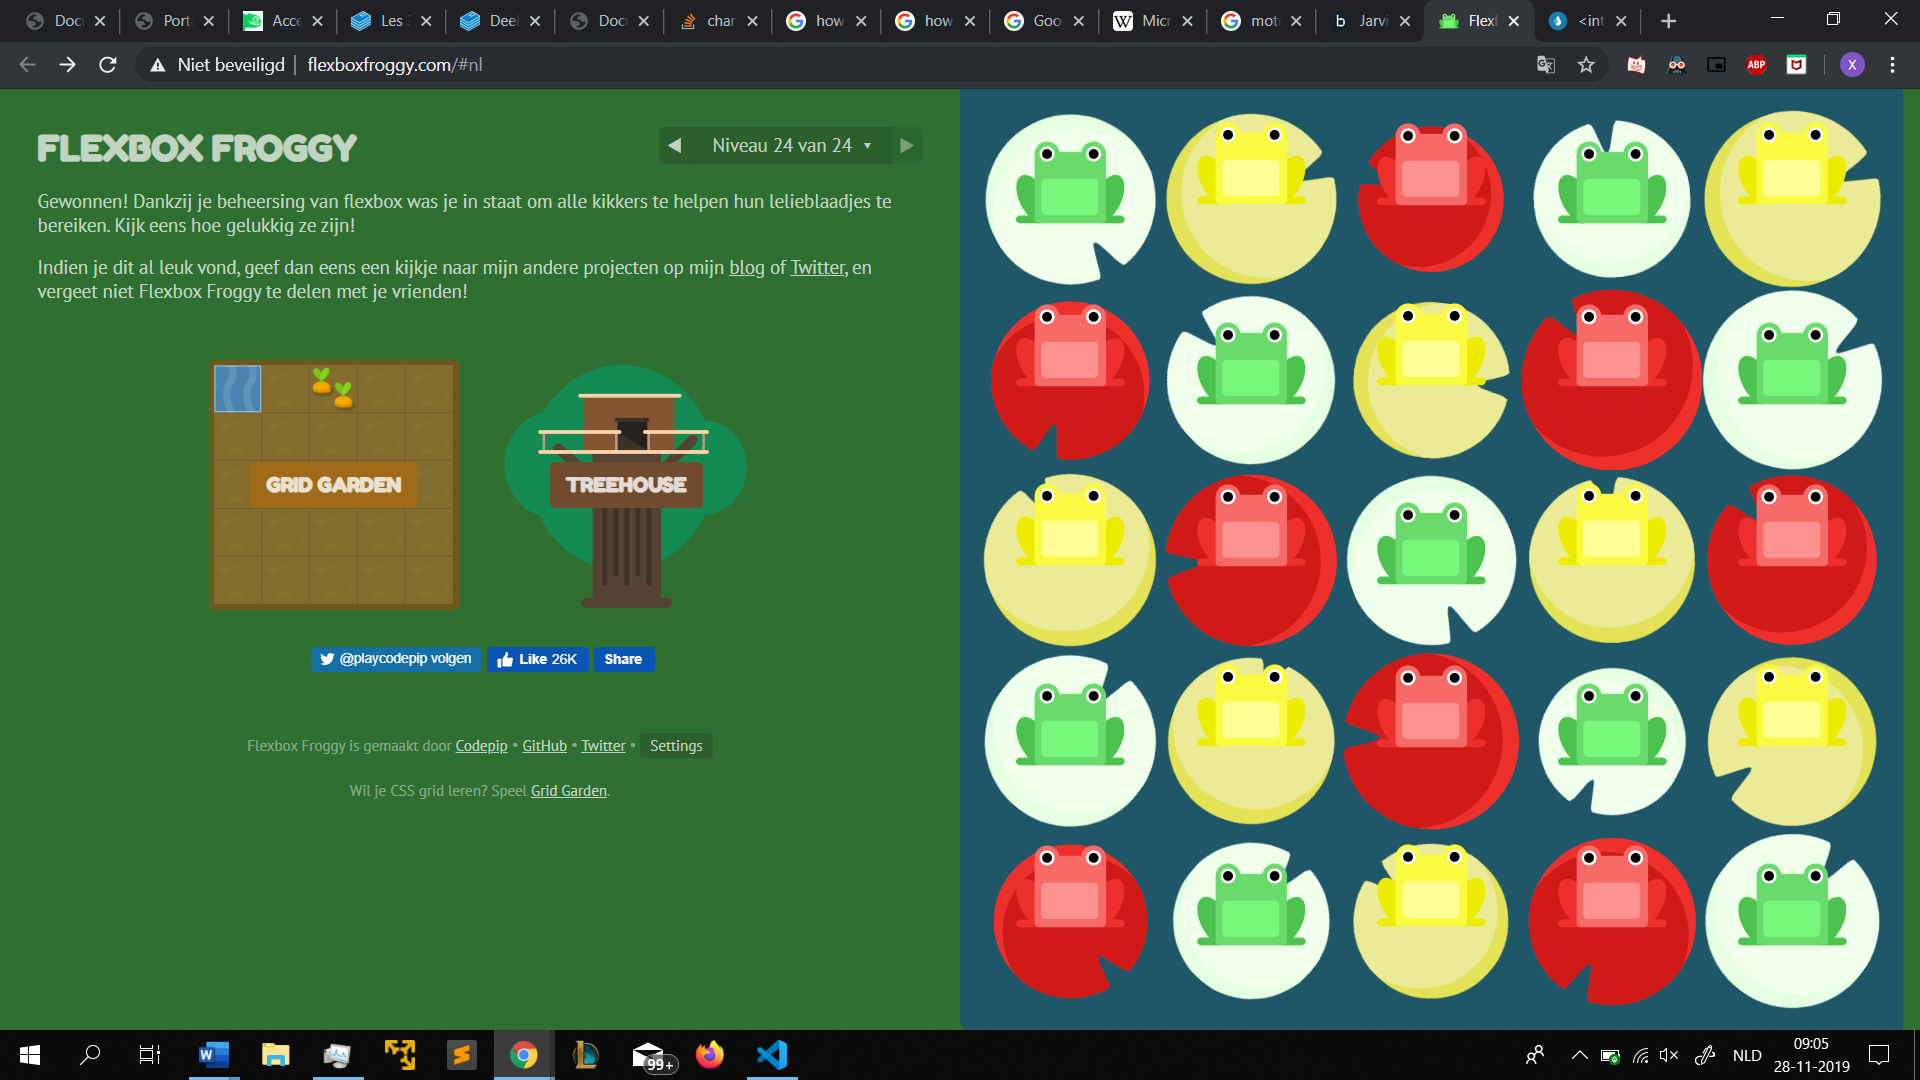 Doc
Port
Acce
Les
Deel
Doc
char
how
how
Goo
Micr
moti
Jarvi
Flex
<int
Niet beveiligd | flexboxfroggy.com/#nl
ABP
X
FLEXBOX FROGGY
Niveau 24 van 24
Gewonnen! Dankzij je beheersing van flexbox was je in staat om alle kikkers te helpen hun lelieblaadjes te
bereiken. Kijk eens hoe gelukkig ze zijn!
Indien je dit al leuk vond, geef dan eens een kijkje naar mijn andere projecten op mijn blog of Twitter, en
vergeet niet Flexbox Froggy te delen met je vrienden!
GRID GARDEN
TREEHOUSE
@playcodepip volgen
Like 26K
Share
Flexbox Froggy is gemaakt door Codepip • GitHub • Twitter • Settings
Wil je CSS grid leren? Speel Grid Garden.
99+
NLD
09:05
28-11-2019